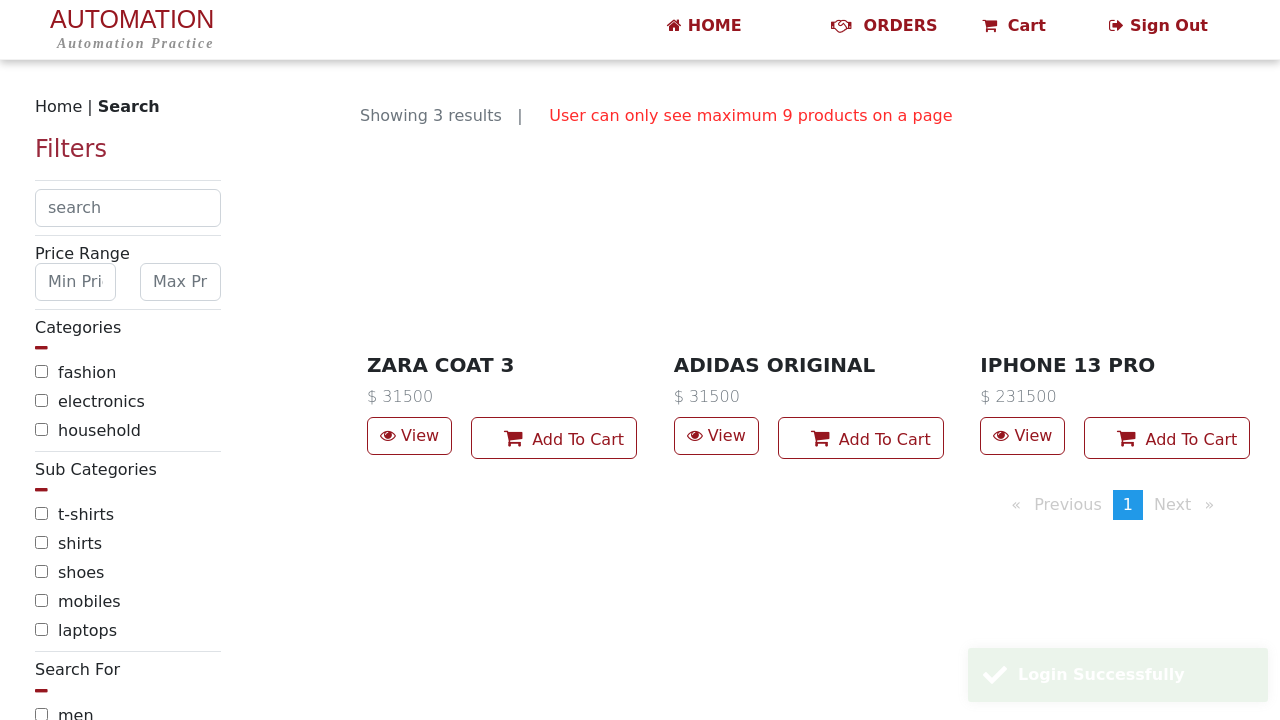 AUTOMATION
Automation Practice
HOME
ORDERS
Cart
Sign Out
Home | Search
Showing 3 results |
User can only see maximum 9 products on a page
Filters
search
Price Range
Min Pri
Max Pr
Categories
fashion
electronics
household
Sub Categories
t-shirts
shirts
shoes
mobiles
laptops
Search For
men
ZARA COAT 3
$ 31500
View
Add To Cart
ADIDAS ORIGINAL
$ 31500
View
Add To Cart
IPHONE 13 PRO
$ 231500
View
Add To Cart
« Previous 1 Next »
Login Successfully